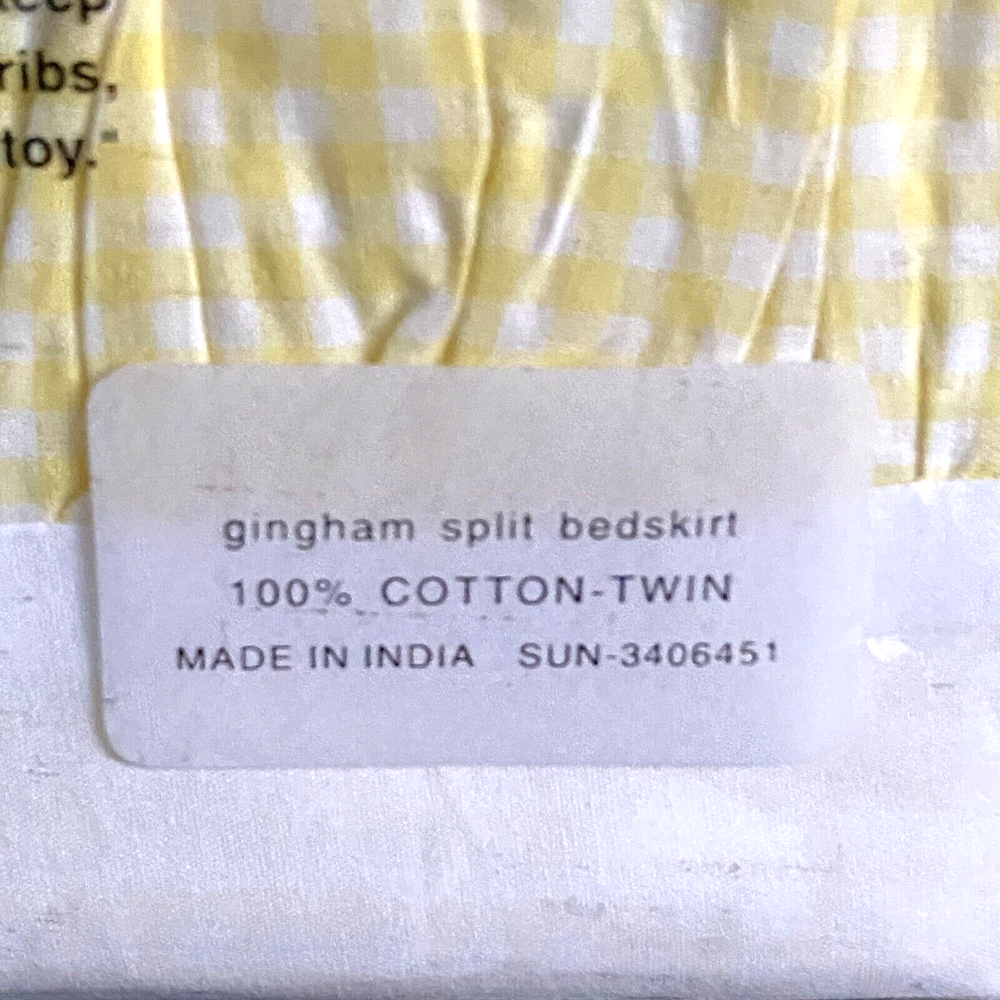 ribs,
toy."
gingham split bedskirt
100% COTTON-TWIN
MADE IN INDIA SUN-3406451